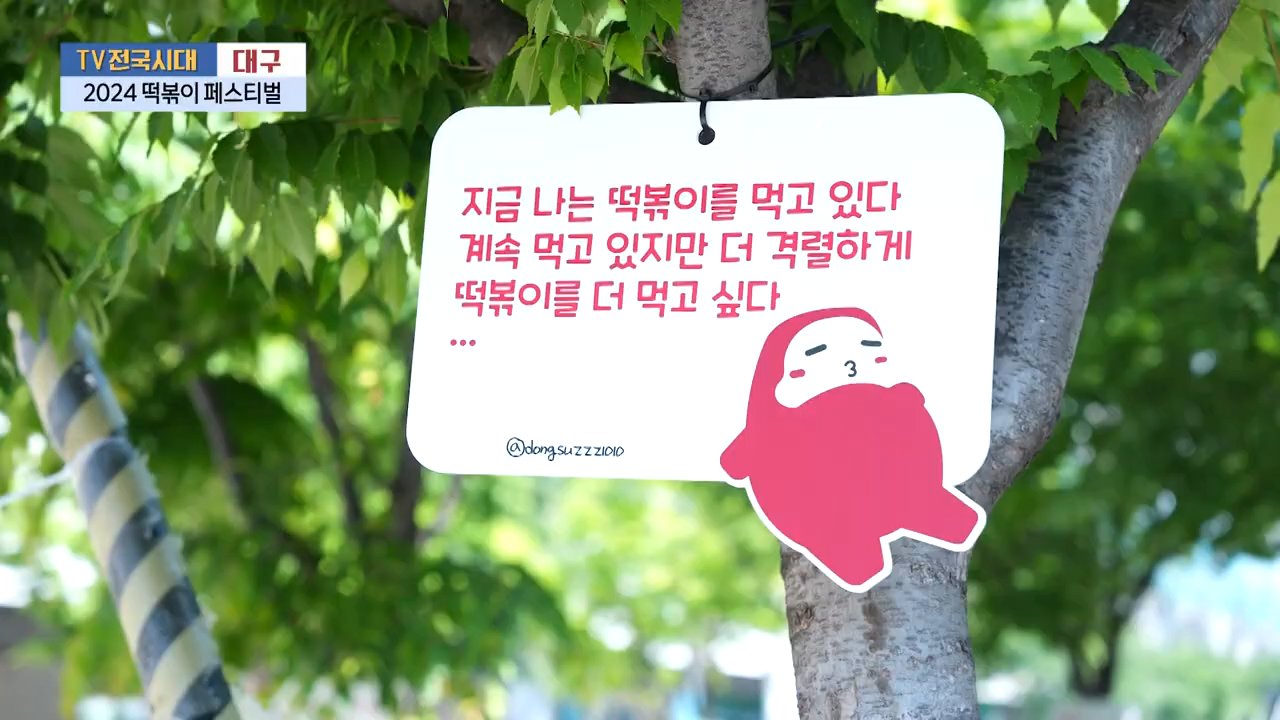 TV전국시대 대구
2024 떡볶이 페스티벌
지금 나는 떡볶이를 먹고 있다
계속 먹고 있지만 더 격렬하게
떡볶이를 더 먹고 싶다
...
@dongsuzzz1010